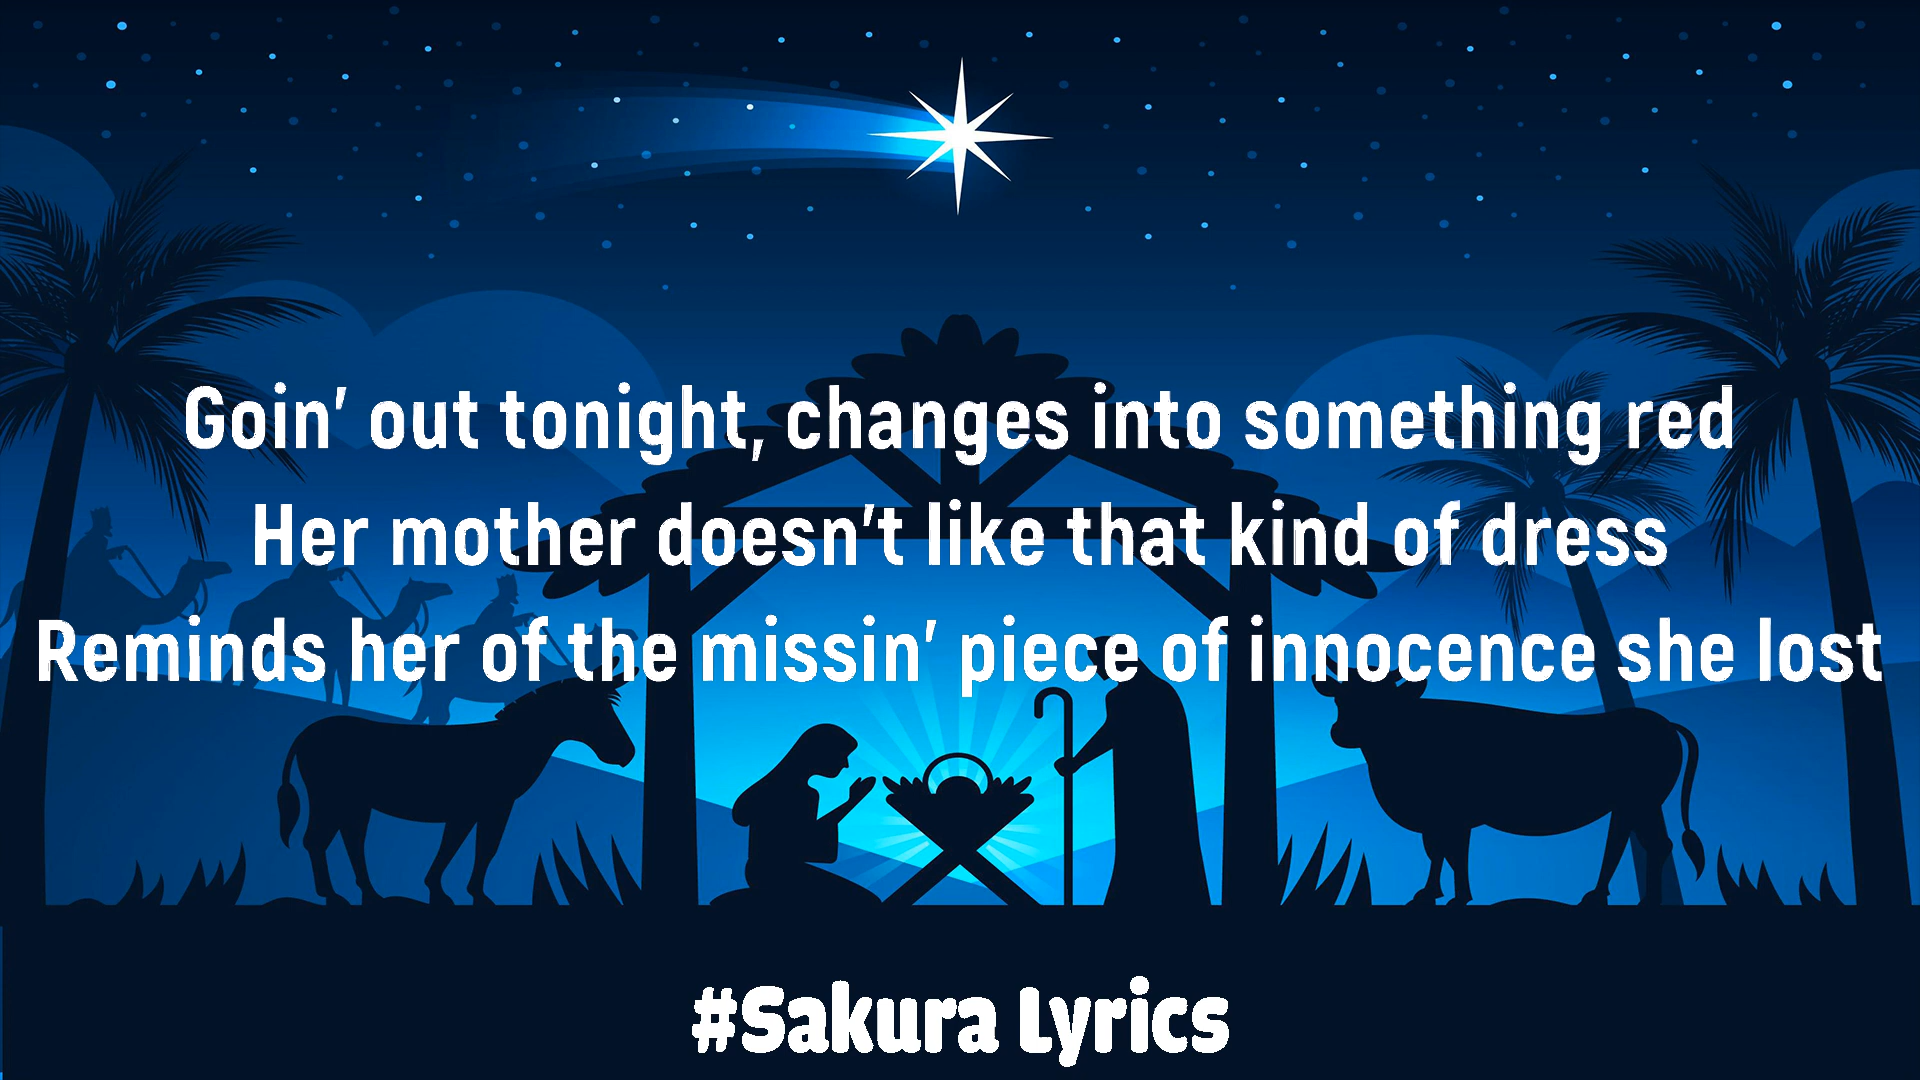 Goin’ out tonight, changes into something red
Her mother doesn’t like that kind of dress
Reminds her of the missin’ piece of innocence she lost
#Sakura Lyrics